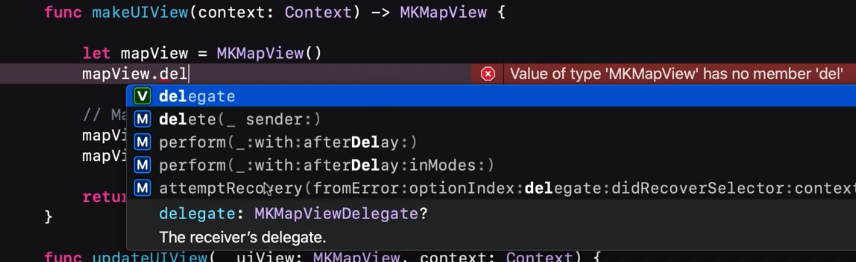 func makeUIView(context: Context) -> MKMapView {
let mapView = MKMapView()
mapView.del
Value of type 'MKMapView' has no member 'del'
V delegate
M delete(_ sender:)
// Ma
M perform(_:with:afterDelay:)
mapVi
M perform(_:with:afterDelay:inModes:)
mapVi
M attemptRecovery(fromError:optionIndex:delegate:didRecoverSelector:context
retur
delegate: MKMapViewDelegate?
}
The receiver's delegate.
func updateUIView(_ uiView: MKMapView, context: Context) {